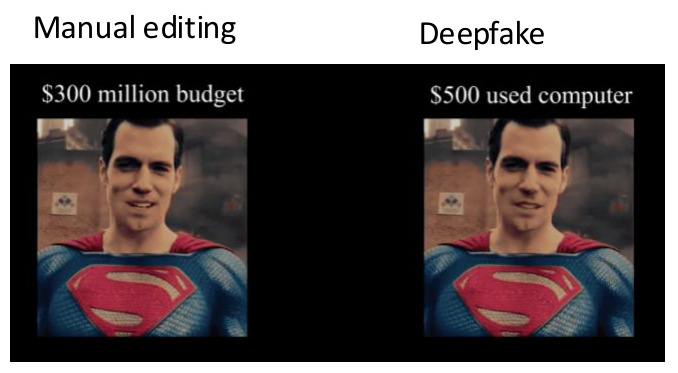 Manual editing
Deepfake
$300 million budget
$500 used computer